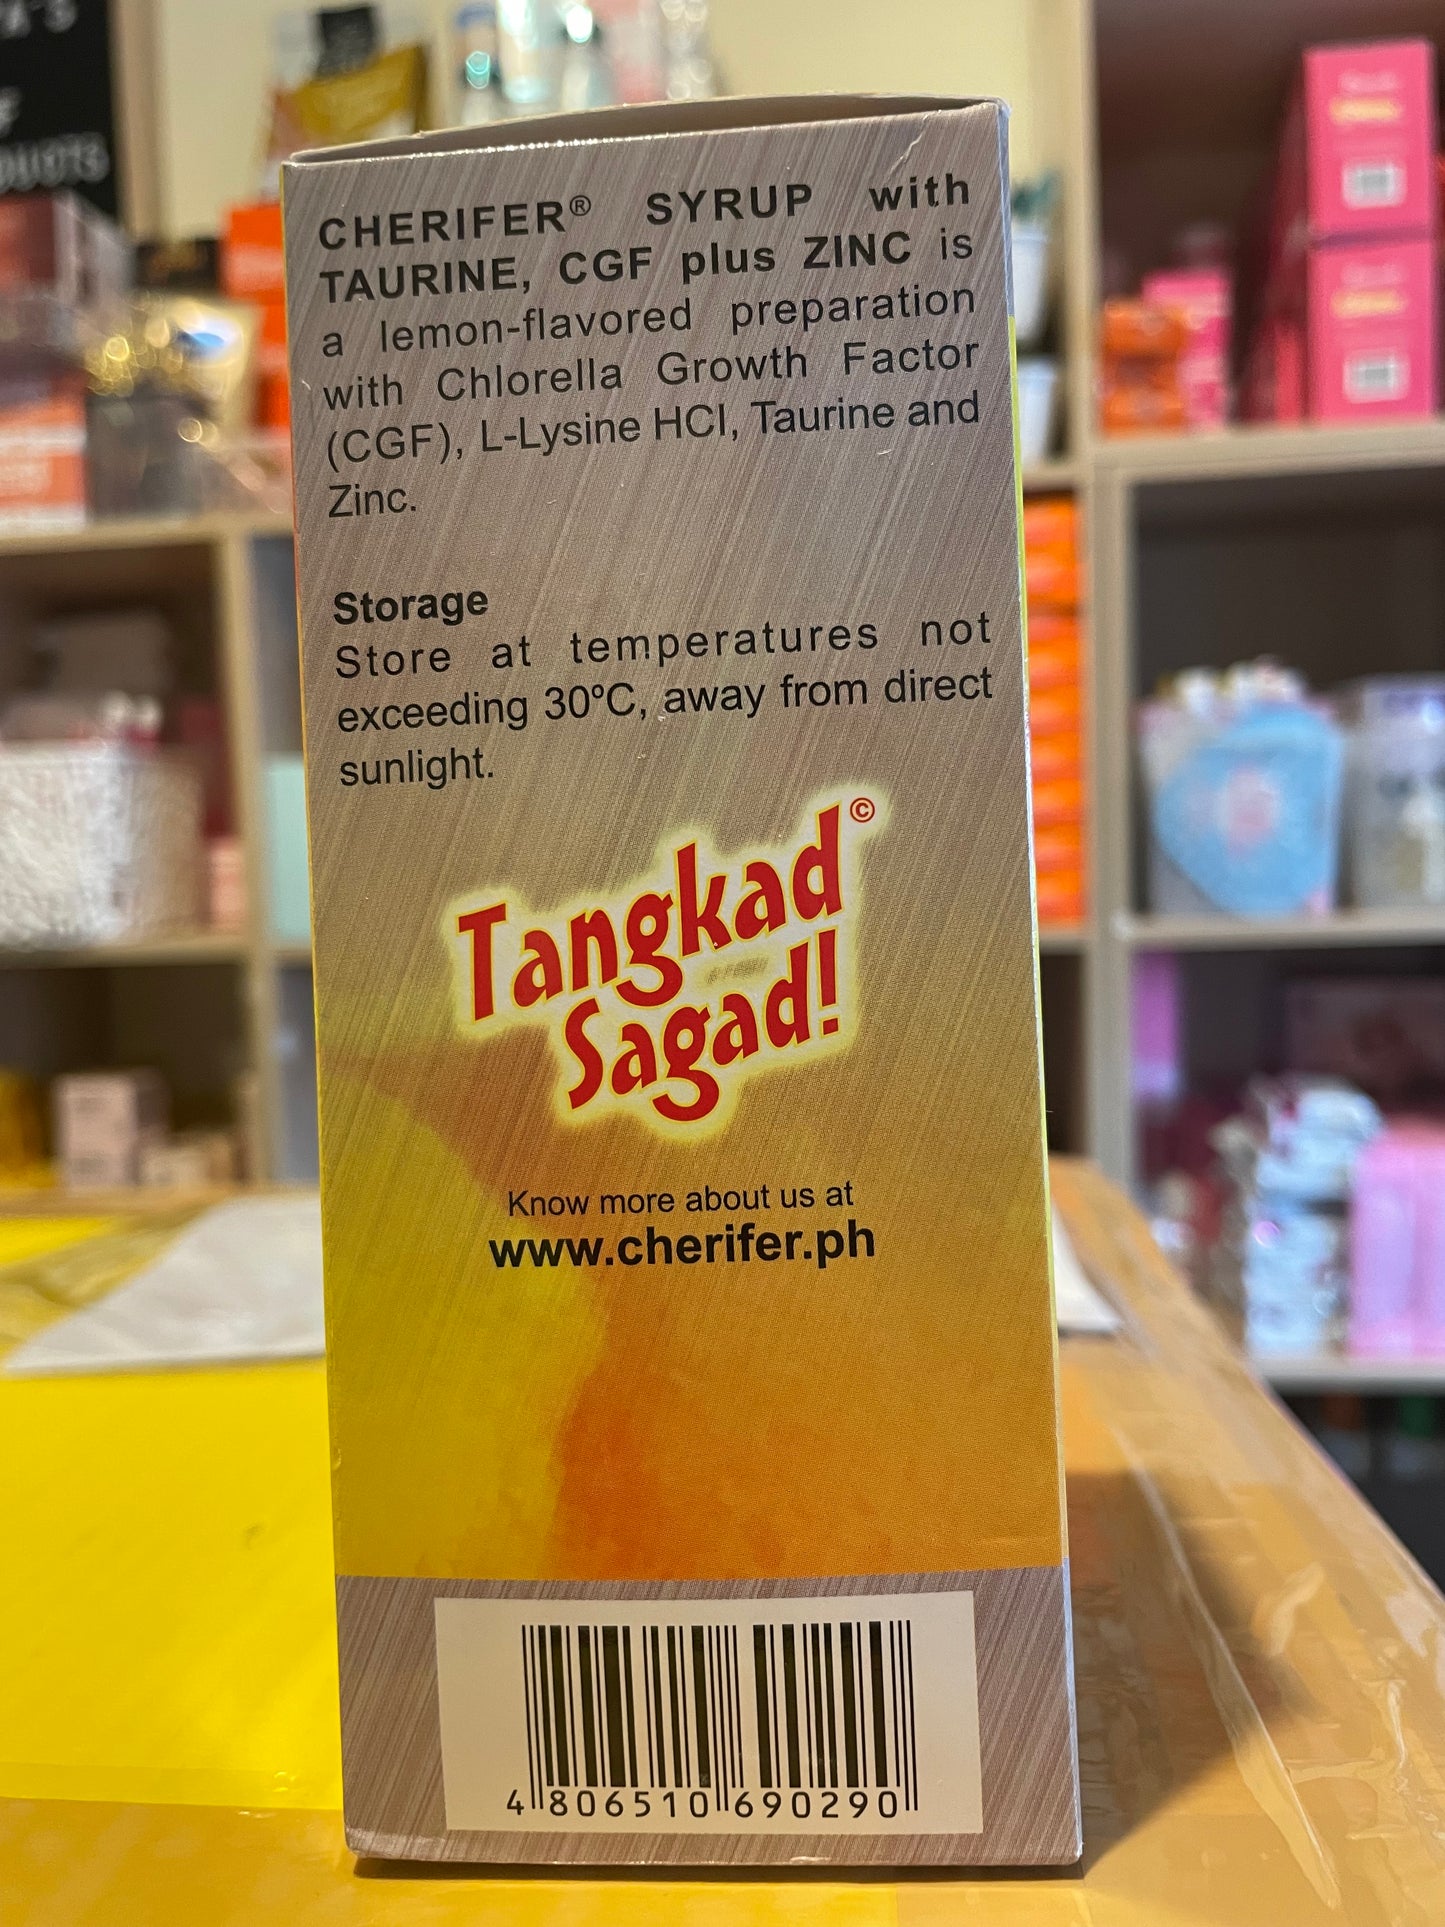 CHERIFER® SYRUP with
TAURINE, CGF plus ZINC is
a lemon-flavored preparation
with Chlorella Growth Factor
(CGF), L-Lysine HCl, Taurine and
Zinc.
Storage
Store at temperatures not
exceeding 30ºC, away from direct
sunlight.
Tangkad©
Sagad!
Know more about us at
www.cherifer.ph
4 806510 690290